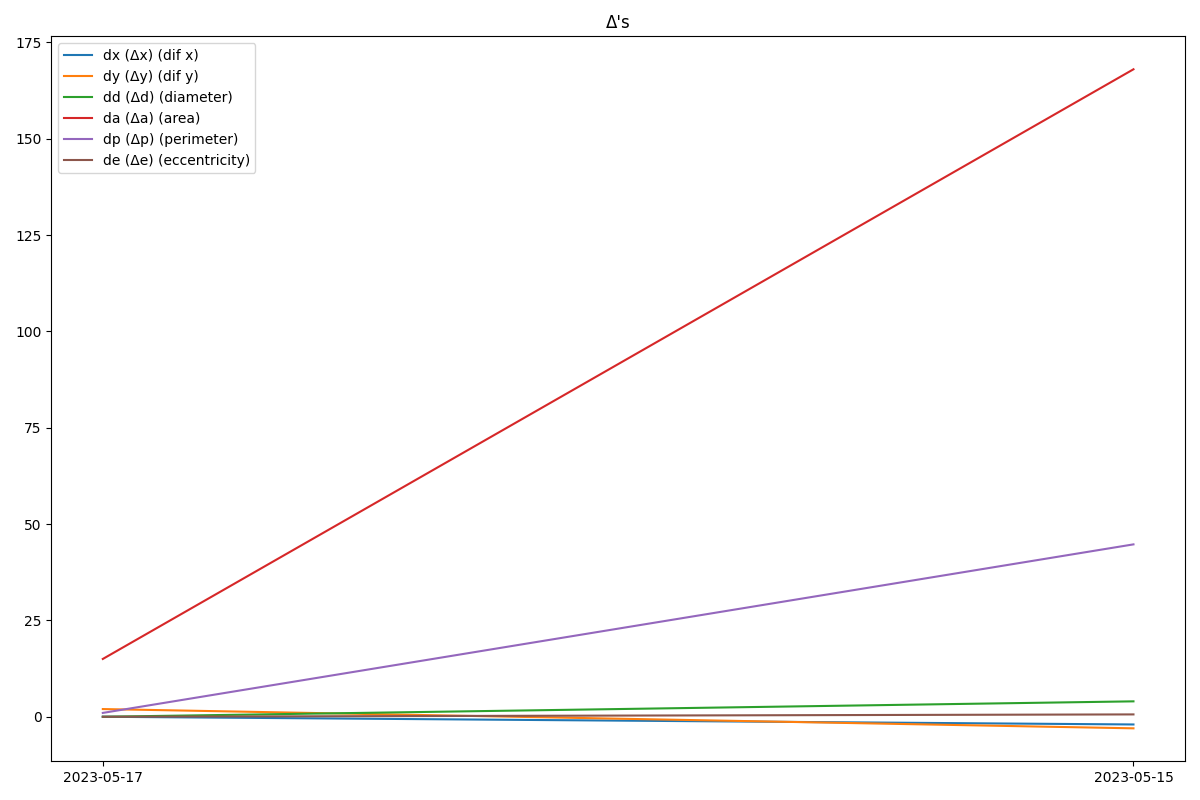 Δ's
175
150
125
100
75
50
25
0
dx (Δx) (dif x)
dy (Δy) (dif y)
dd (Δd) (diameter)
da (Δa) (area)
dp (Δp) (perimeter)
de (Δe) (eccentricity)
2023-05-17
2023-05-15